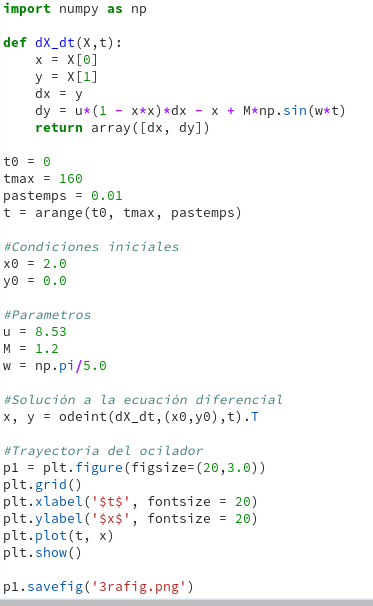 import numpy as np
def dX_dt(X,t):
x = X[0]
y = X[1]
dx = y
dy = u*(1 - x*x)*dx - x + M*np.sin(w*t)
return array([dx, dy])
t0 = 0
tmax = 160
pastemps = 0.01
t = arange(t0, tmax, pastemps)
#Condiciones iniciales
x0 = 2.0
y0 = 0.0
#Parametros
u = 8.53
M = 1.2
w = np.pi/5.0
#Solución a la ecuación diferencial
x, y = odeint(dX_dt,(x0,y0),t).T
#Trayectoria del ocilador
p1 = plt.figure(figsize=(20,3.0))
plt.grid()
plt.xlabel('$t$', fontsize = 20)
plt.ylabel('$x$', fontsize = 20)
plt.plot(t, x)
plt.show()
p1.savefig('3rafig.png')